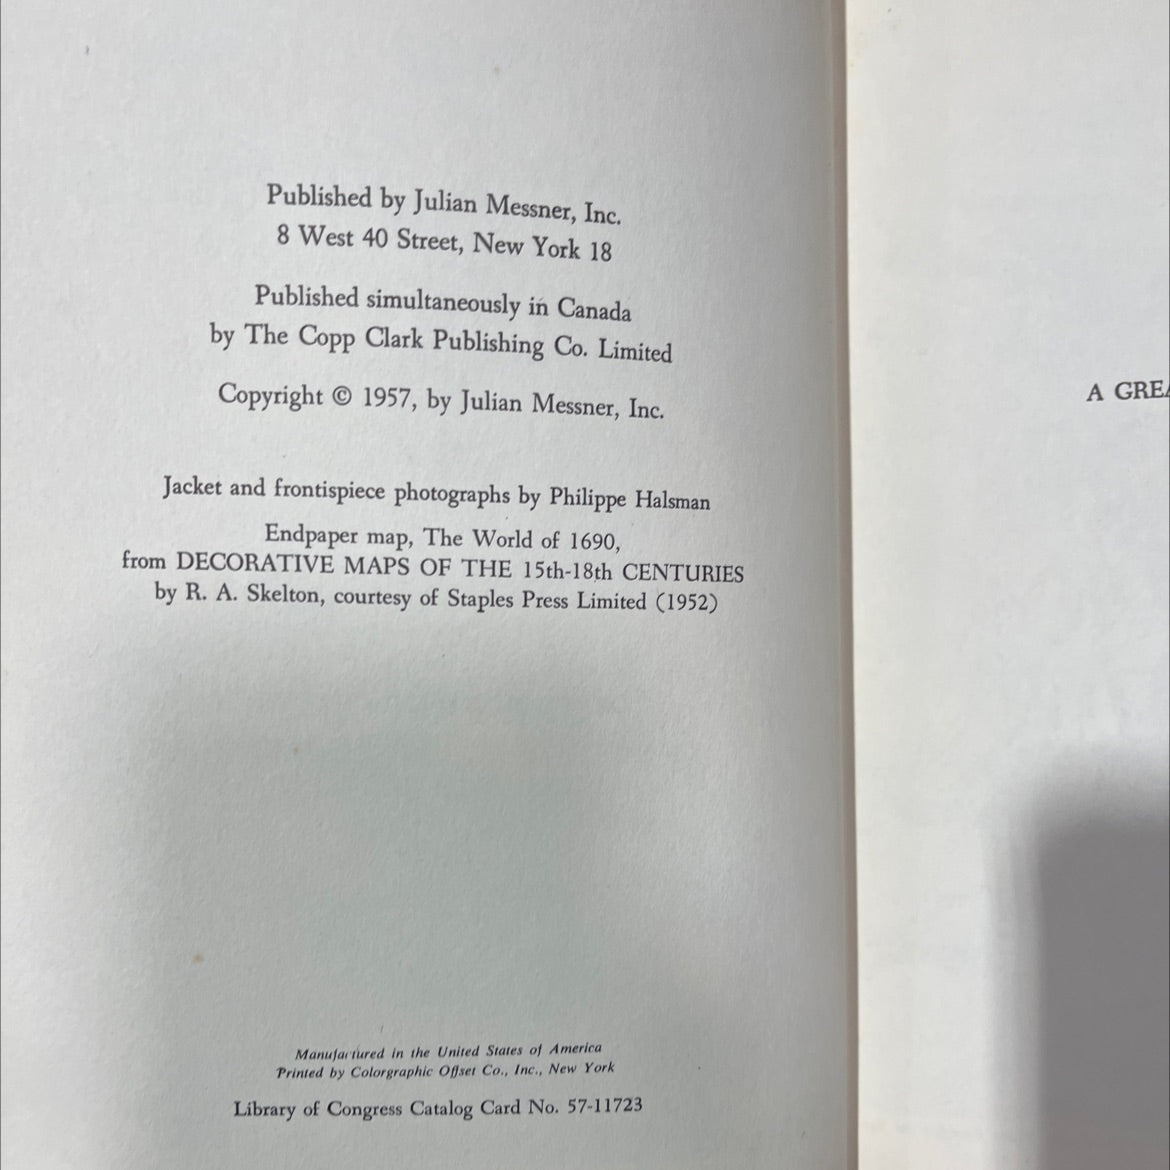 Published by Julian Messner, Inc.
8 West 40 Street, New York 18
Published simultaneously in Canada
by The Copp Clark Publishing Co. Limited
Copyright © 1957, by Julian Messner, Inc.
Jacket and frontispiece photographs by Philippe Halsman
Endpaper map, The World of 1690,
from DECORATIVE MAPS OF THE 15th-18th CENTURIES
by R. A. Skelton, courtesy of Staples Press Limited (1952)
Manufactured in the United States of America
Printed by Colorgraphic Offset Co., Inc., New York
Library of Congress Catalog Card No. 57-11723
A GREA